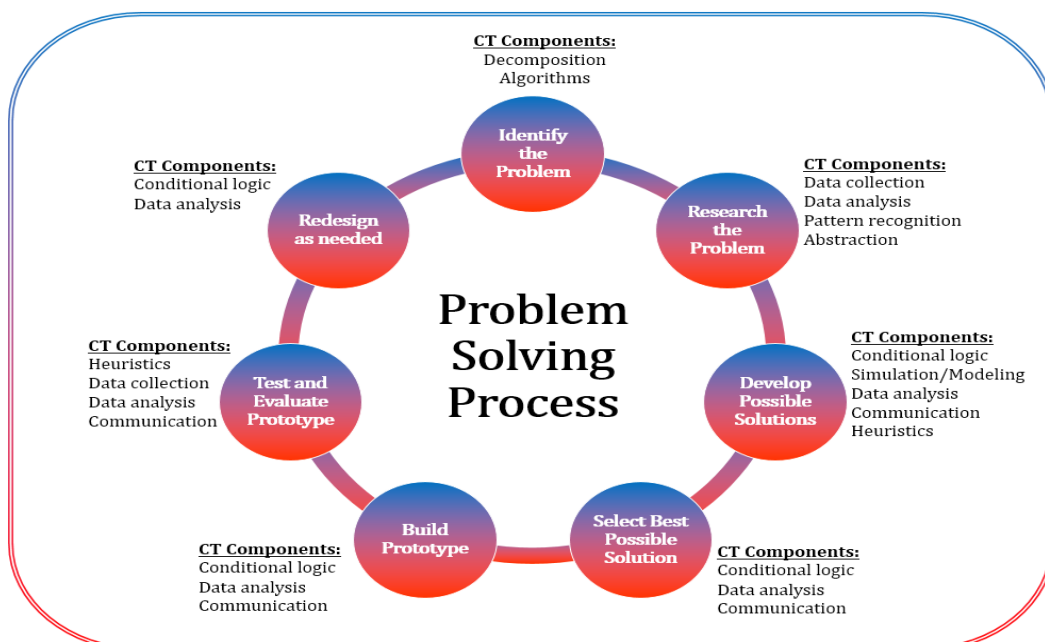 CT Components:
Decomposition
Algorithms
Identify
the
Problem
CT Components:
Data collection
Data analysis
Pattern recognition
Abstraction
Research
the
Problem
CT Components:
Conditional logic
Simulation/Modeling
Data analysis
Communication
Heuristics
Develop
Possible
Solutions
CT Components:
Conditional logic
Data analysis
Communication
Select Best
Possible
Solution
CT Components:
Conditional logic
Data analysis
Communication
Build
Prototype
CT Components:
Heuristics
Data collection
Data analysis
Communication
Test and
Evaluate
Prototype
CT Components:
Conditional logic
Data analysis
Redesign
as needed
Problem
Solving
Process